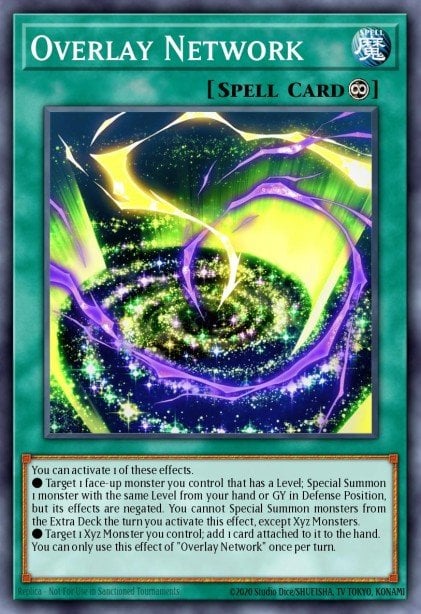 OVERLAY NETWORK
SPELL
魔
[SPELL CARD]
You can activate 1 of these effects.
● Target 1 face-up monster you control that has a Level; Special Summon
1 monster with the same Level from your hand or GY in Defense Position,
but its effects are negated. You cannot Special Summon monsters from
the Extra Deck the turn you activate this effect, except Xyz Monsters.
● Target 1 Xyz Monster you control; add 1 card attached to it to the hand.
You can only use this effect of "Overlay Network" once per turn.
Replica - Not For Use in Sanctioned Tournaments
©2020 Studio Dice/SHUEISHA, TV TOKYO, KONAMI